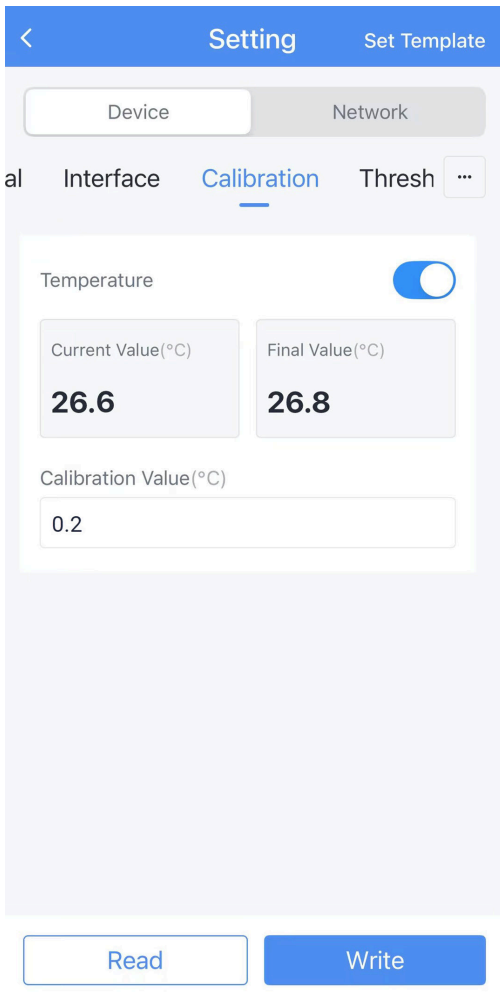 Setting
Set Template
Device
Network
al
Interface
Calibration
Thresh
...
Temperature
Current Value(°C)
Final Value(°C)
26.6
26.8
Calibration Value(°C)
0.2
Read
Write